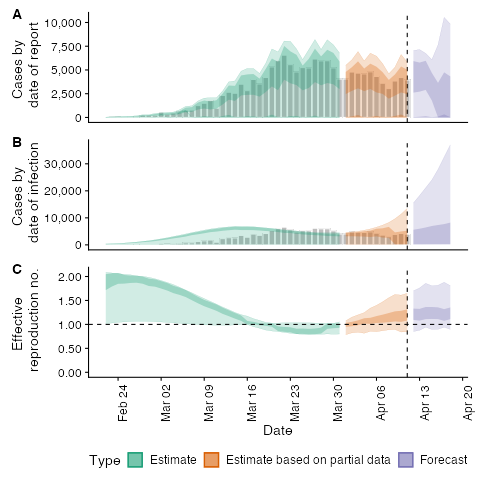 A
Cases by
date of report
10,000
7,500
5,000
2,500
0
B
Cases by
date of infection
30,000
20,000
10,000
0
C
Effective
reproduction no.
2.00
1.50
1.00
0.50
0.00
Feb 24
Mar 02
Mar 09
Mar 16
Mar 23
Mar 30
Apr 06
Apr 13
Apr 20
Date
Type Estimate Estimate based on partial data Forecast